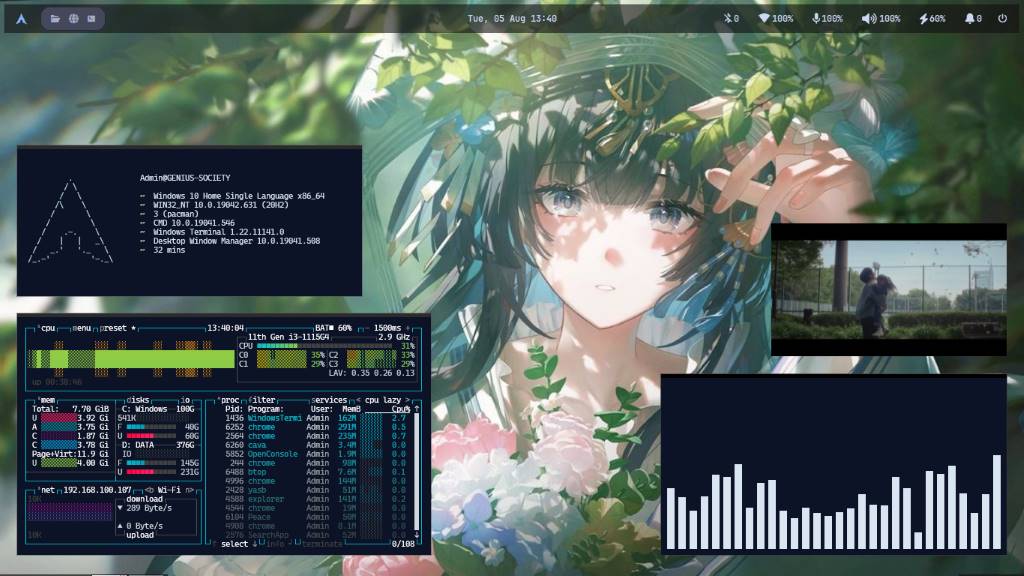 Tue, 05 Aug 13:40
0 100% 100% 100% 60% 0
Admin@GENIUS-SOCIETY
~ Windows 10 Home Single Language x86_64
~ WIN32_NT 10.0.19042.631 (20H2)
~ 3 (pacman)
~ CMD 10.0.19041.546
~ Windows Terminal 1.22.11141.0
~ Desktop Window Manager 10.0.19041.508
~ 32 mins
cpu menu preset * 13:40:04 BAT■ 60% - 1500ms +
11th Gen i3-1115G4 2.9 GHz
CPU 31%
C0 35% C2 33%
C1 29% C3 29%
LAV: 0.35 0.26 0.13
up 00:38:46
mem disks io
Total: 7.70 GiB
U 3.92 Gi
A 3.75 Gi
C 1.87 Gi
C 3.78 Gi
Page+Virt:11.9 Gi
U 4.00 Gi
C: Windows 100G
541K
F 40G
U 60G
D: DATA 376G
IO
F 145G
U 231G
net 192.168.100.107 <b Wi-Fi n>
10K
download
▼ 289 Byte/s
▲ 0 Byte/s
upload
10K
proc filter services < cpu lazy >
Pid: Program: User: MemB Cpu% ↑
1436 WindowsTermi Admin 162M 2.7
6252 chrome Admin 291M 0.5
2564 chrome Admin 235M 0.7
6260 cava Admin 3.4M 0.2
5852 OpenConsole Admin 1.9M
244 chrome Admin 98M 0.0
6488 btop Admin 7.6M 0.1
4996 chrome Admin 144M 0.0
2428 yasb Admin 51M 0.0
4588 explorer Admin 141M 0.2
4544 chrome Admin 19M 0.0
6104 Peace Admin 50M 0.0
4908 chrome Admin 8.1M 0.0
2876 SearchApp Admin 52M 0.0
↑ select ↓ info terminate 0/108